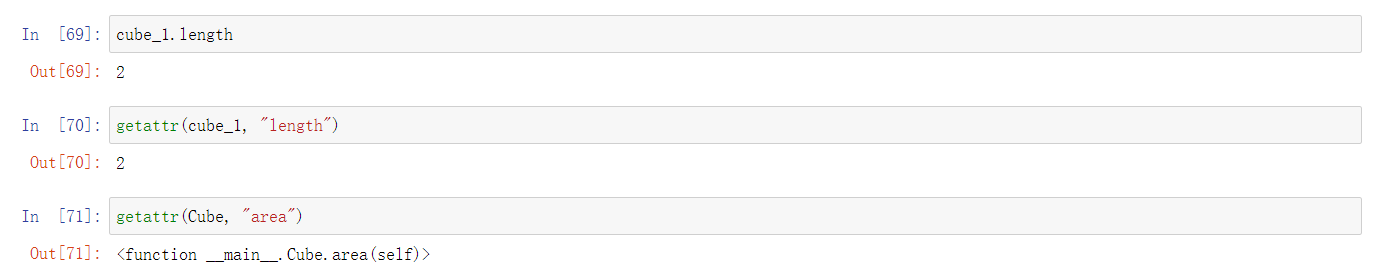 In [69]: cube_1.length
Out[69]: 2
In [70]: getattr(cube_1, "length")
Out[70]: 2
In [71]: getattr(Cube, "area")
Out[71]: <function __main__.Cube.area(self)>